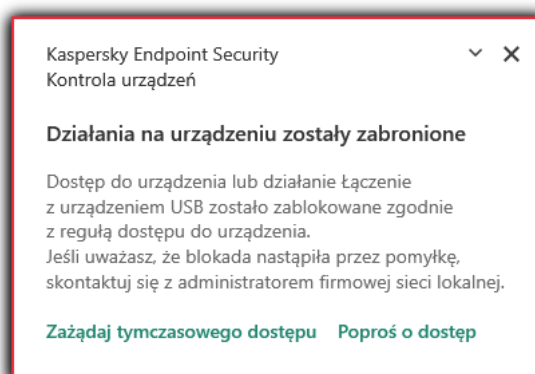 Kaspersky Endpoint Security
Kontrola urządzeń
Działania na urządzeniu zostały zabronione
Dostęp do urządzenia lub działanie Łączenie
z urządzeniem USB zostało zablokowane zgodnie
z regułą dostępu do urządzenia.
Jeśli uważasz, że blokada nastąpiła przez pomyłkę,
skontaktuj się z administratorem firmowej sieci lokalnej.
Zażądaj tymczasowego dostępu Poproś o dostęp